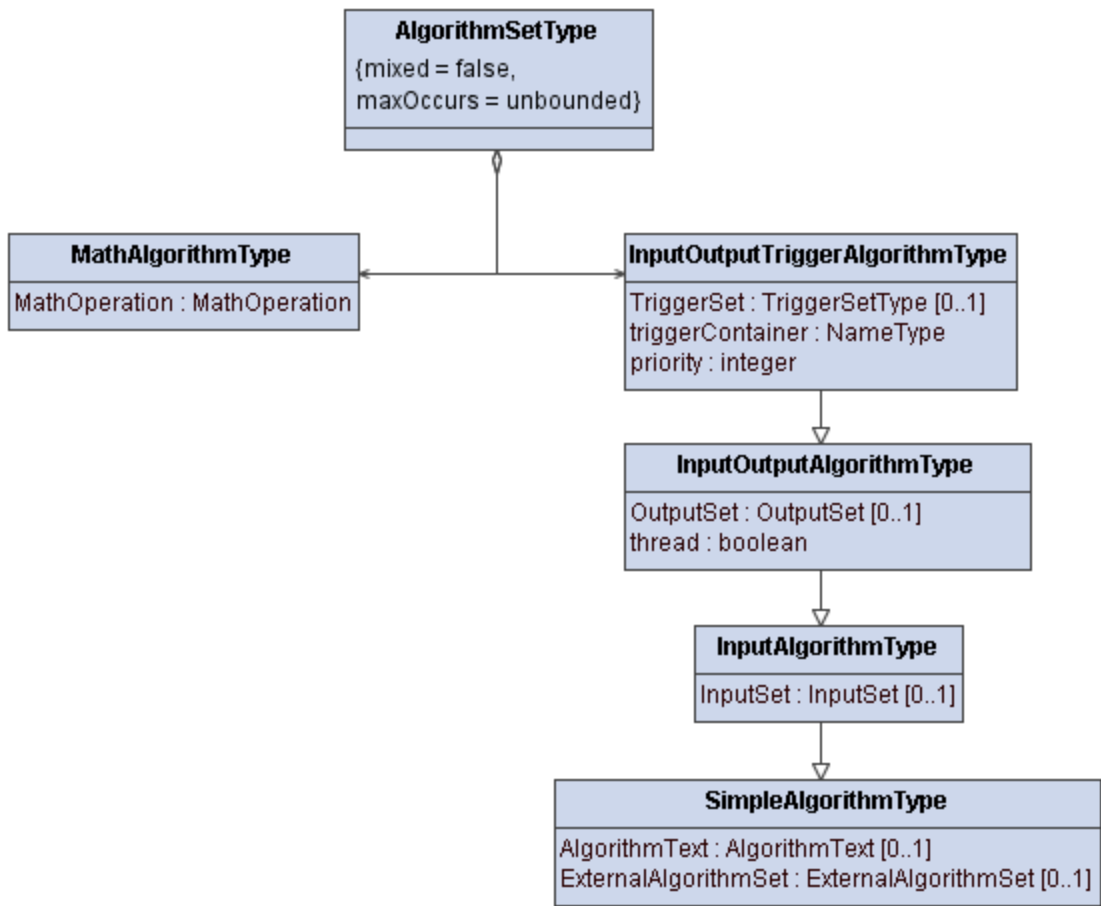 AlgorithmSetType
{mixed = false,
maxOccurs = unbounded}
MathAlgorithmType
MathOperation : MathOperation
InputOutputTriggerAlgorithmType
TriggerSet : TriggerSetType [0..1]
triggerContainer : NameType
priority : integer
InputOutputAlgorithmType
OutputSet : OutputSet [0..1]
thread : boolean
InputAlgorithmType
InputSet : InputSet [0..1]
SimpleAlgorithmType
AlgorithmText : AlgorithmText [0..1]
ExternalAlgorithmSet : ExternalAlgorithmSet [0..1]